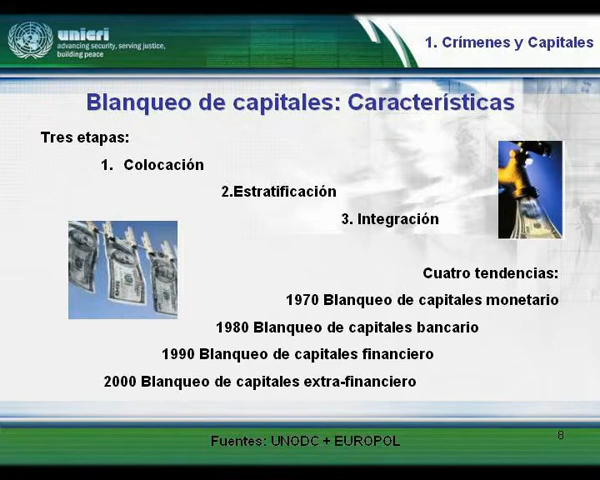 unicri
advancing security, serving justice,
building peace
1. Crímenes y Capitales
Blanqueo de capitales: Características
Tres etapas:
1. Colocación
2.Estratificación
3. Integración
Cuatro tendencias:
1970 Blanqueo de capitales monetario
1980 Blanqueo de capitales bancario
1990 Blanqueo de capitales financiero
2000 Blanqueo de capitales extra-financiero
Fuentes: UNODC + EUROPOL
8